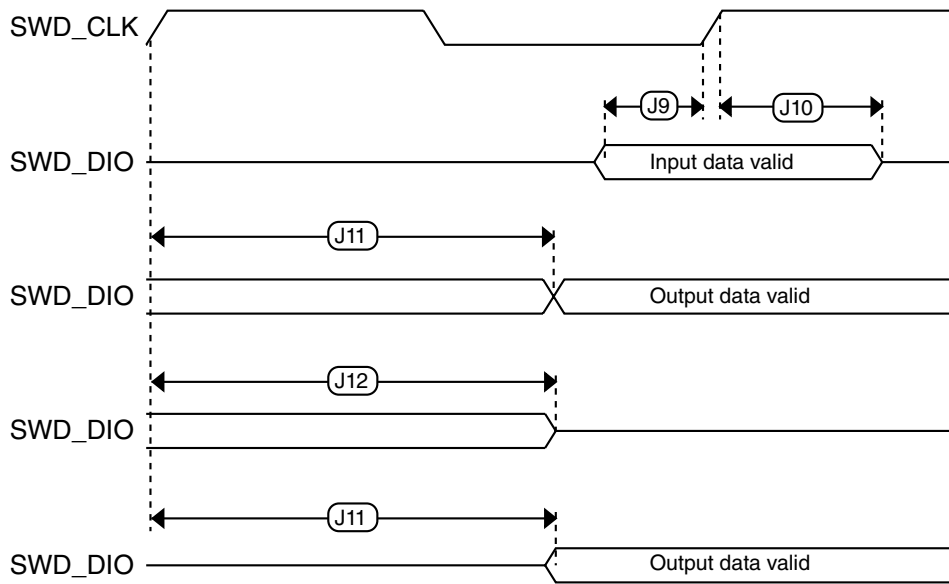 SWD_CLK
J9
J10
SWD_DIO
Input data valid
J11
SWD_DIO
Output data valid
J12
SWD_DIO
J11
SWD_DIO
Output data valid